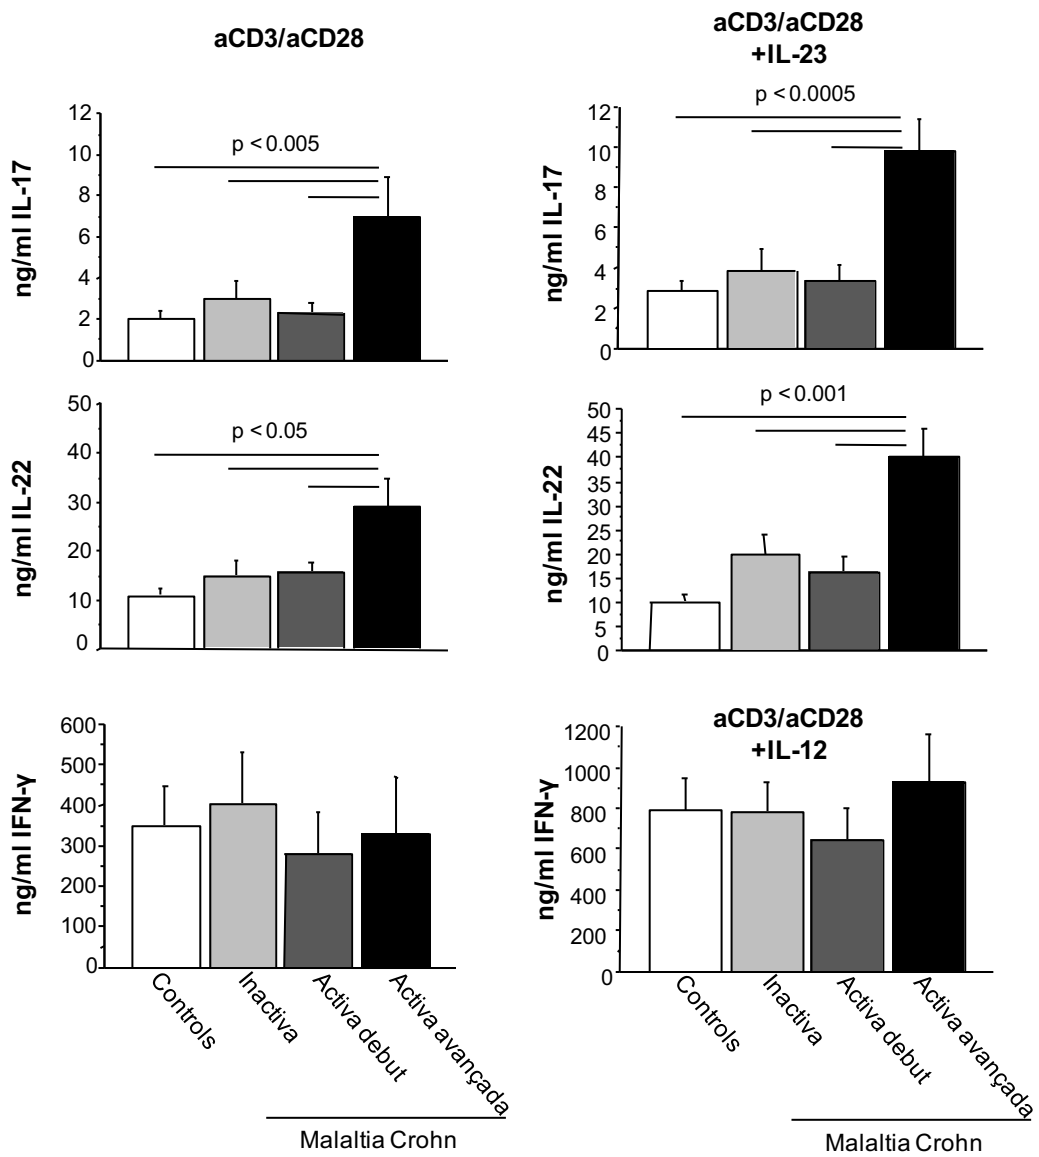 aCD3/aCD28
aCD3/aCD28
+IL-23
ng/ml IL-17
12
10
8
6
4
2
0
p < 0.005
ng/ml IL-17
12
10
8
6
4
2
0
p < 0.0005
ng/ml IL-22
50
40
30
20
10
0
p < 0.05
ng/ml IL-22
50
45
40
35
30
25
20
15
10
5
0
p < 0.001
ng/ml IFN-γ
600
500
400
300
200
100
0
Controls
Inactiva
Activa debut
Activa avançada
Malaltia Crohn
aCD3/aCD28
+IL-12
ng/ml IFN-γ
1200
1000
800
600
400
200
0
Controls
Inactiva
Activa debut
Activa avançada
Malaltia Crohn